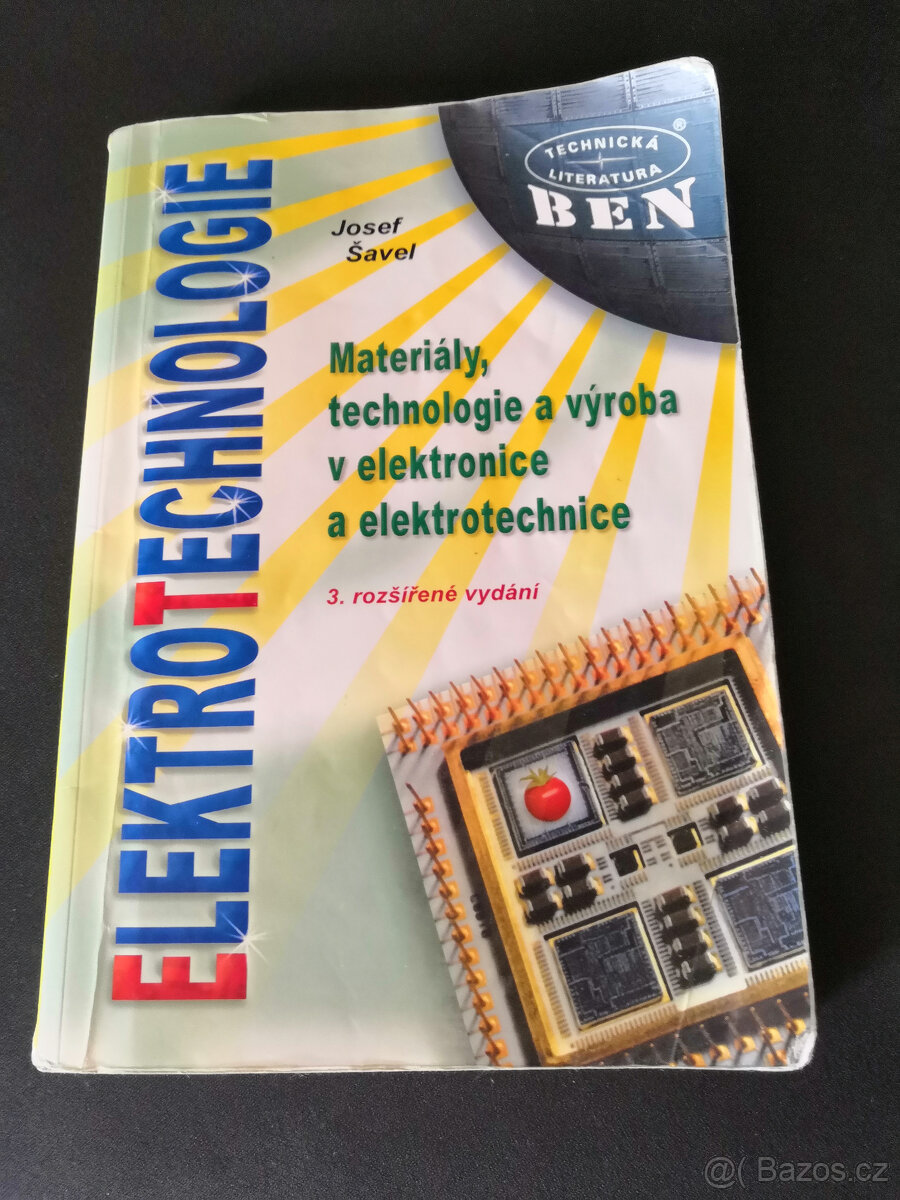 TECHNICKÁ
LITERATURA
®
BEN
Josef
Šavel
ELEKTROTECHNOLOGIE
Materiály,
technologie a výroba
v elektronice
a elektrotechnice
3. rozšířené vydání
@( Bazos.cz